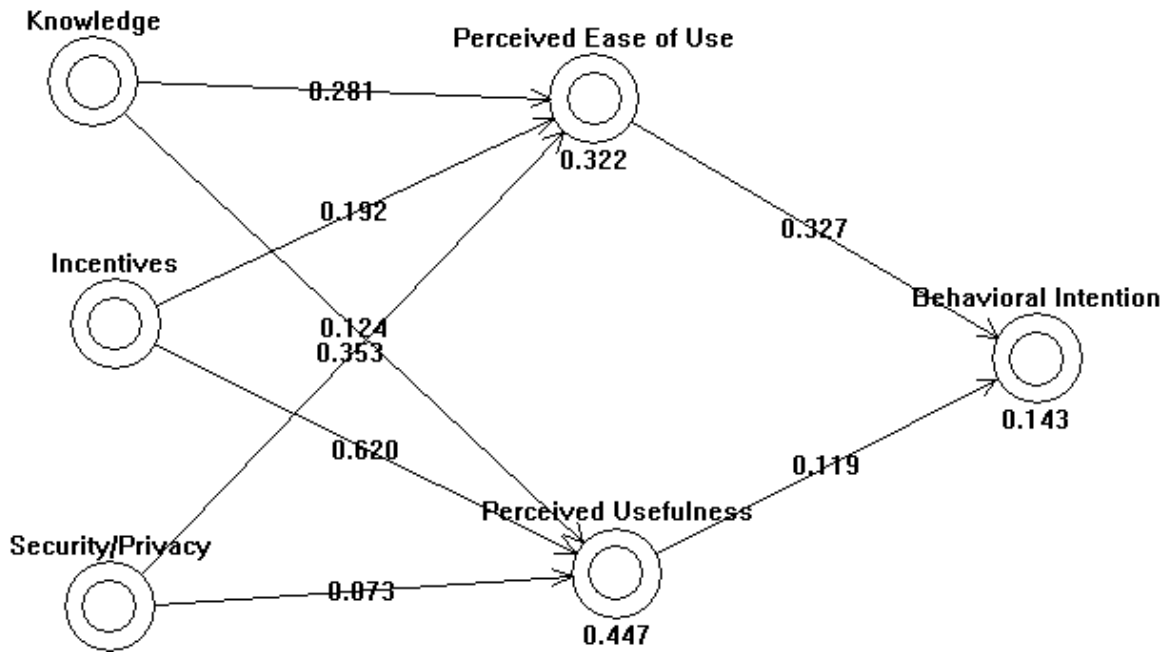 Knowledge
Perceived Ease of Use
0.281
0.322
0.192
0.327
Incentives
Behavioral Intention
0.124
0.353
0.143
0.620
0.119
Perceived Usefulness
Security/Privacy
0.073
0.447